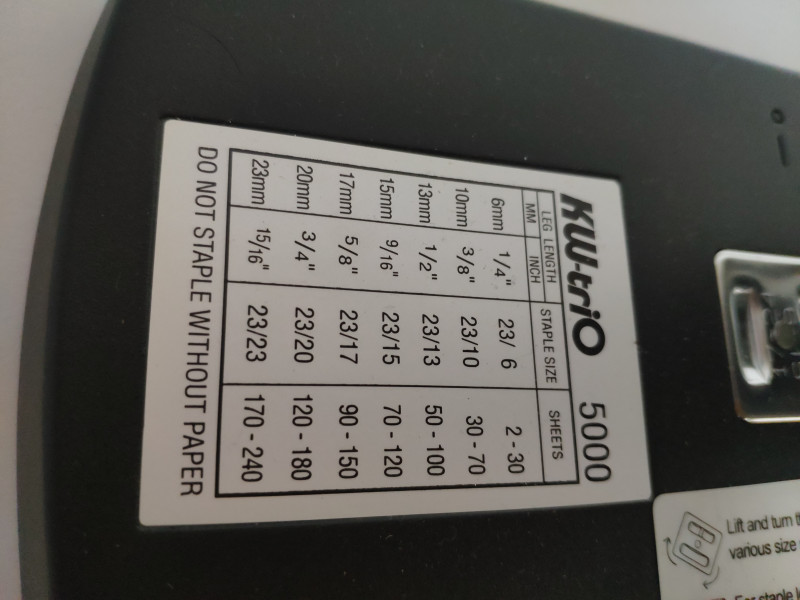 KW-triO 5000
LEG LENGTH STAPLE SIZE SHEETS
MM INCH
6mm 1/4" 23/ 6 2 - 30
10mm 3/8" 23/10 30 - 70
13mm 1/2" 23/13 50 - 100
15mm 9/16" 23/15 70 - 120
17mm 5/8" 23/17 90 - 150
20mm 3/4" 23/20 120 - 180
23mm 15/16" 23/23 170 - 240
DO NOT STAPLE WITHOUT PAPER
Lift and turn
various size
For staple